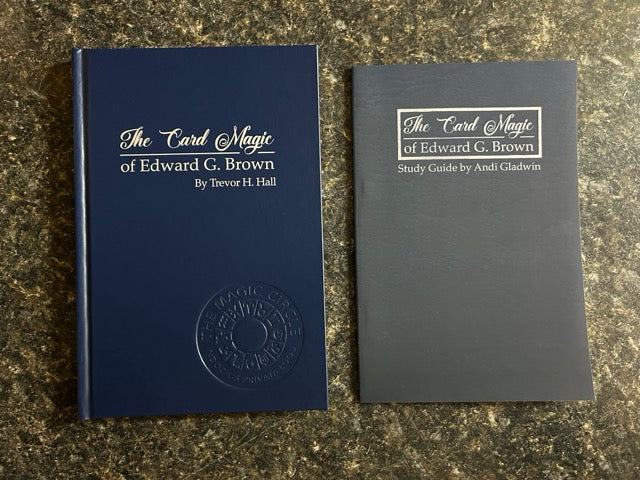 The Card Magic
of Edward G. Brown
By Trevor H. Hall
THE MAGIC CIRCLE
The Card Magic
of Edward G. Brown
Study Guide by Andi Gladwin